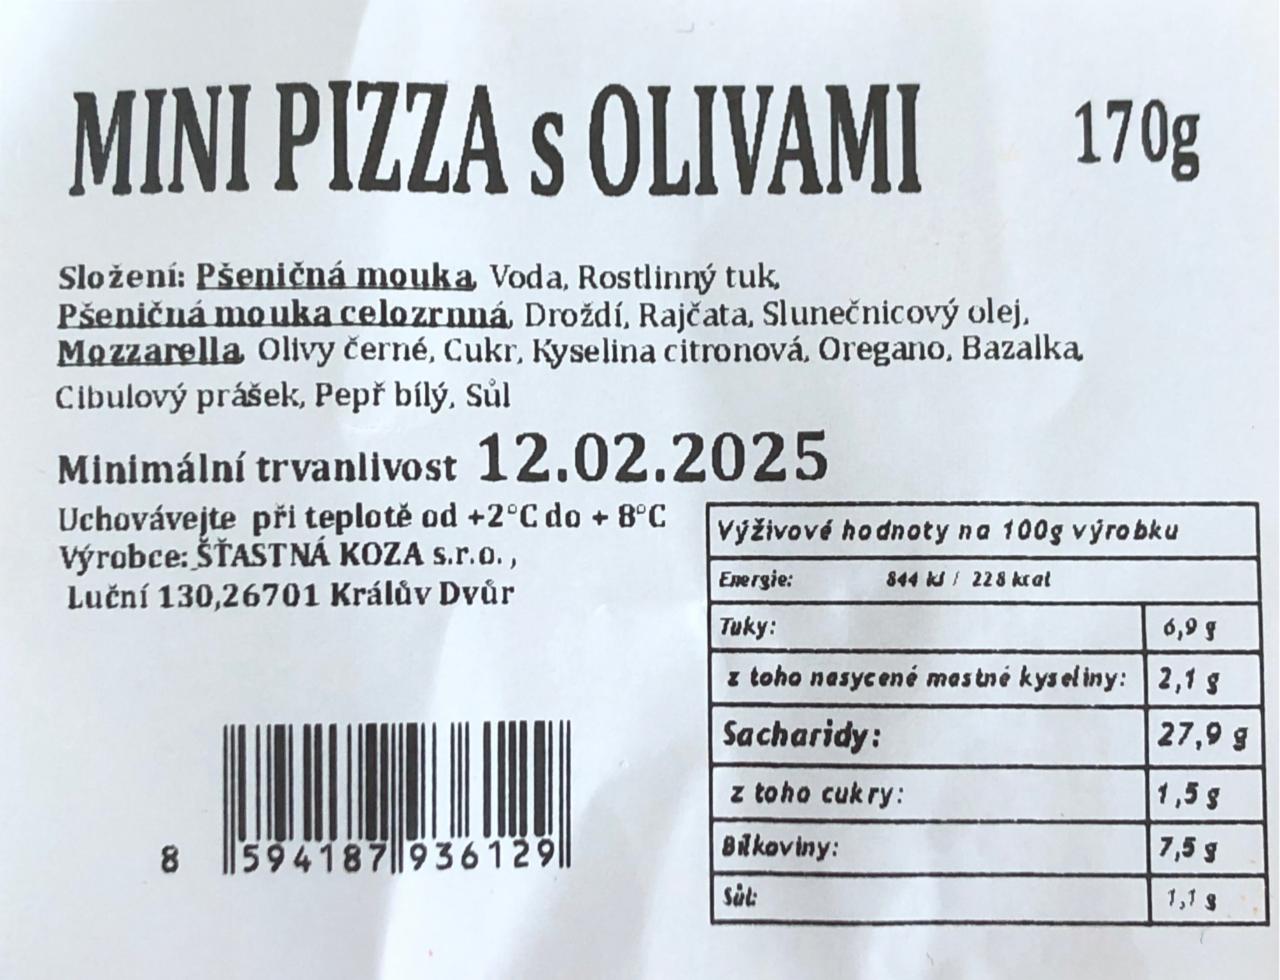 MINI PIZZA s OLIVAMI 170g
Složení: Pšeničná mouka, Voda, Rostlinný tuk,
Pšeničná mouka celozrnná, Droždí, Rajčata, Slunečnicový olej,
Mozzarella, Olivy černé, Cukr, Kyselina citronová, Oregano, Bazalka,
Cibulový prášek, Pepř bílý, Sůl
Minimální trvanlivost 12.02.2025
Uchovávejte při teplotě od +2°C do + 8°C
Výrobce: ŠŤASTNÁ KOZA s.r.o. ,
Luční 130,26701 Králův Dvůr
Výživové hodnoty na 100g výrobku
Energie: 844 kJ / 228 kcal
Tuky: 6,9 g
z toho nasycené mastné kyseliny: 2,1 g
Sacharidy: 27,9 g
z toho cukry: 1,5 g
Bílkoviny: 7,5 g
Sůl: 1,1 g
8 594187 936129